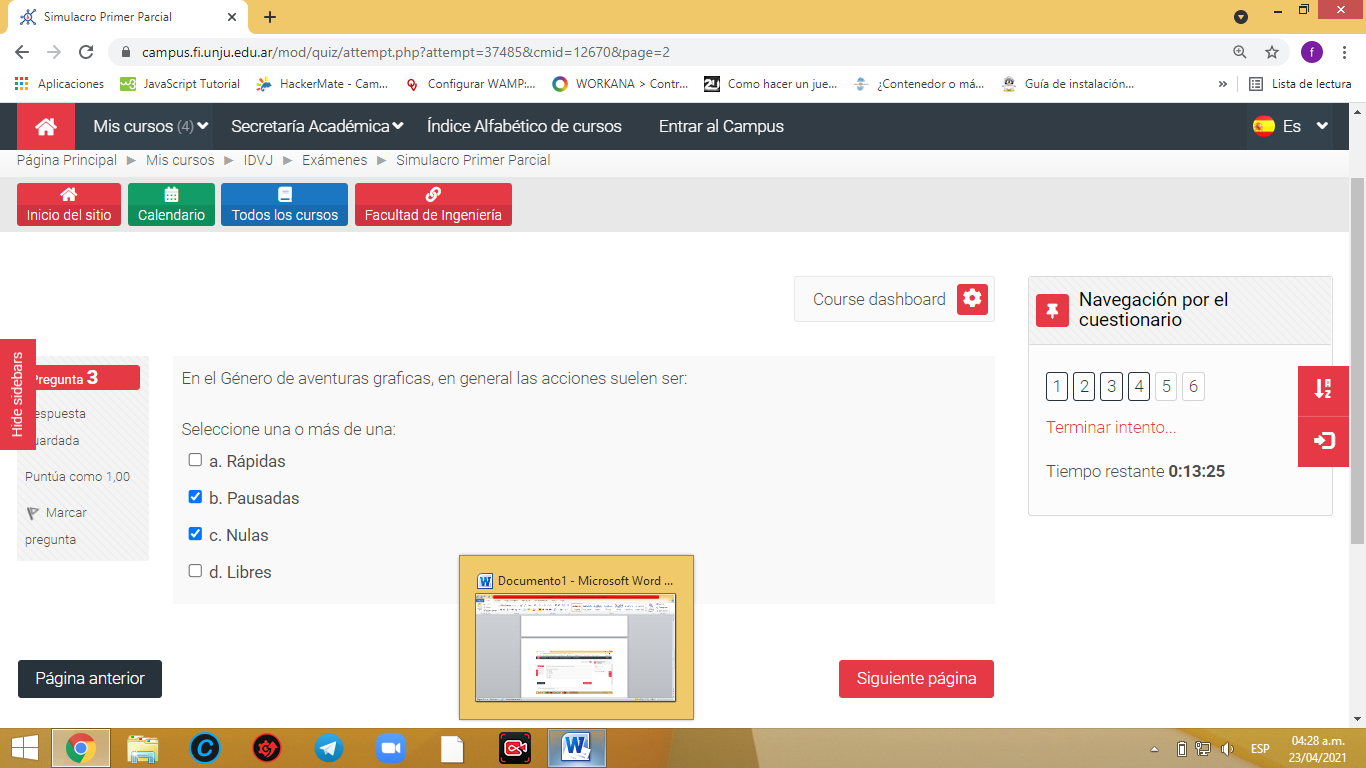 Simulacro Primer Parcial
campus.fi.unju.edu.ar/mod/quiz/attempt.php?attempt=37485&cmid=12670&page=2
f
Aplicaciones
JavaScript Tutorial
HackerMate - Cam...
Configurar WAMP:...
WORKANA > Contr...
Como hacer un jue...
¿Contenedor o má...
Guía de instalación...
»
Lista de lectura
Mis cursos (4)
Secretaría Académica
Índice Alfabético de cursos
Entrar al Campus
Es
Página Principal ► Mis cursos ► IDVJ ► Exámenes ► Simulacro Primer Parcial
Inicio del sitio
Calendario
Todos los cursos
Facultad de Ingeniería
Course dashboard
Navegación por el
cuestionario
1 2 3 4 5 6
Terminar intento...
Tiempo restante 0:13:25
Hide sidebars
Pregunta 3
espuesta
uardada
Puntúa como 1,00
Marcar
pregunta
En el Género de aventuras graficas, en general las acciones suelen ser:
Seleccione una o más de una:
a. Rápidas
b. Pausadas
c. Nulas
d. Libres
Documento1 - Microsoft Word ...
Página anterior
Siguiente página
ESP
04:28 a.m.
23/04/2021